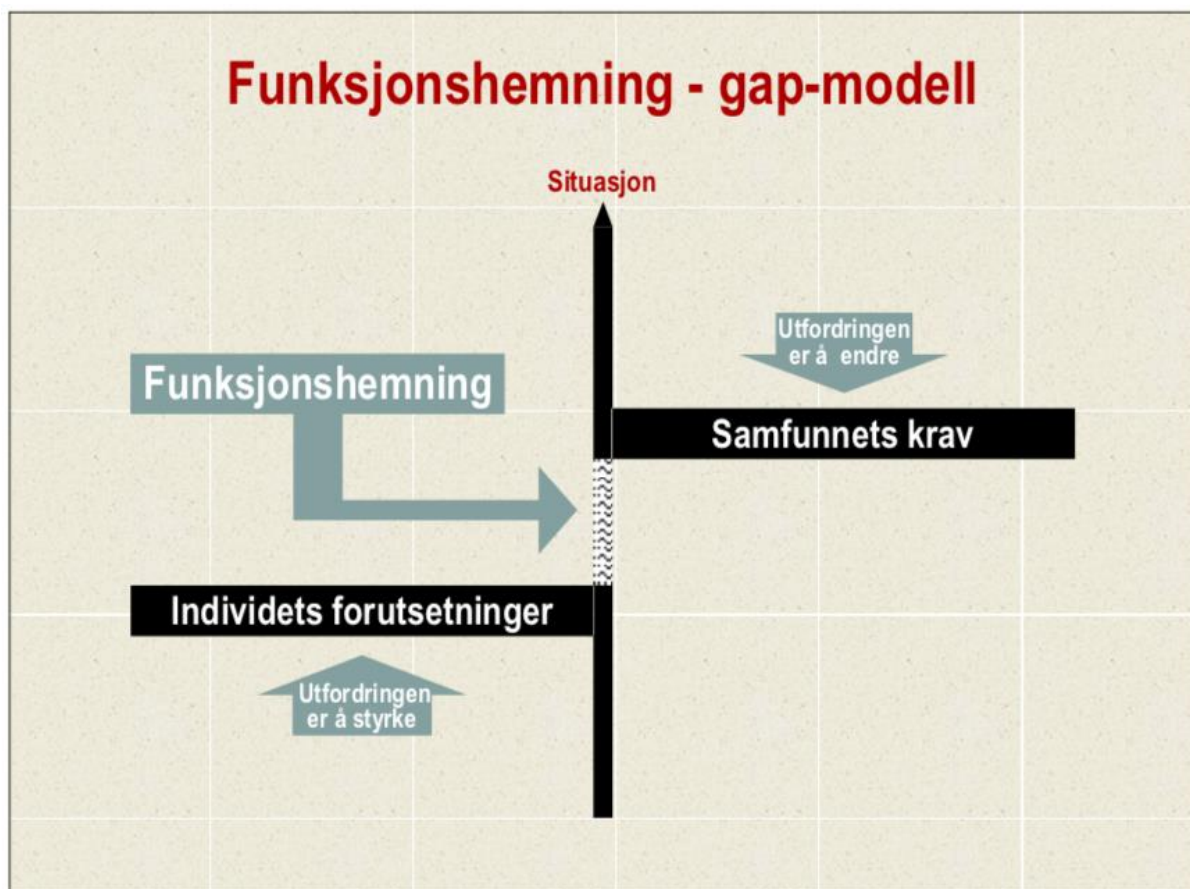 Funksjonshemning - gap-modell
Situasjon
Utfordringen
er å endre
Funksjonshemning
Samfunnets krav
Individets forutsetninger
Utfordringen
er å styrke